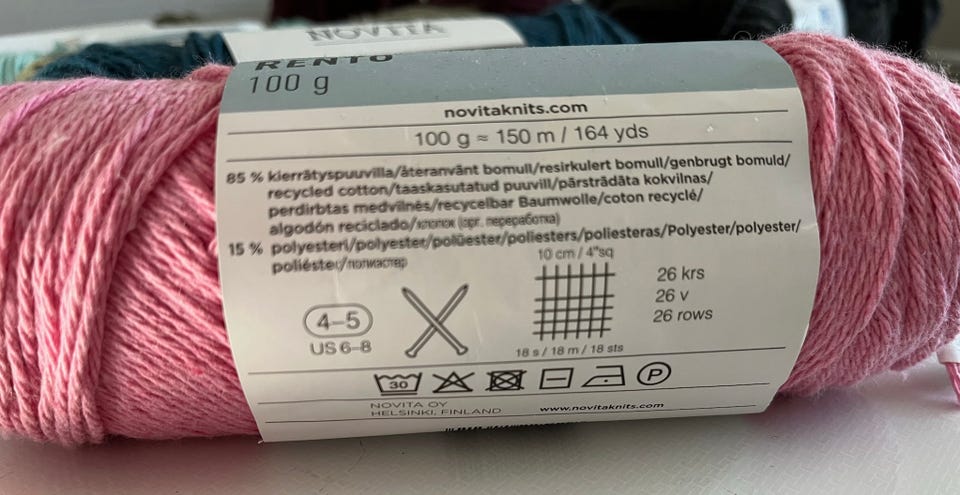 NOVITA
RENTO
100 g
novitaknits.com
100 g ≈ 150 m / 164 yds
85 % kierrätyspuuvilla/återanvänt bomull/resirkulert bomull/genbrugt bomuld/
recycled cotton/taaskasutatud puuvill/pārstrādāta kokvilnas/
perdirbtas medvilnės/recycelbar Baumwolle/coton recyclé/
algodón reciclado/хлопок (орг. переработка)
15 % polyesteri/polyester/polüester/poliesters/poliesteras/Polyester/polyester/
poliéster/полиэстер
10 cm / 4"sq
26 krs
26 v
26 rows
4–5
US 6–8
18 s / 18 m / 18 sts
30
P
NOVITA OY
HELSINKI, FINLAND
www.novitaknits.com